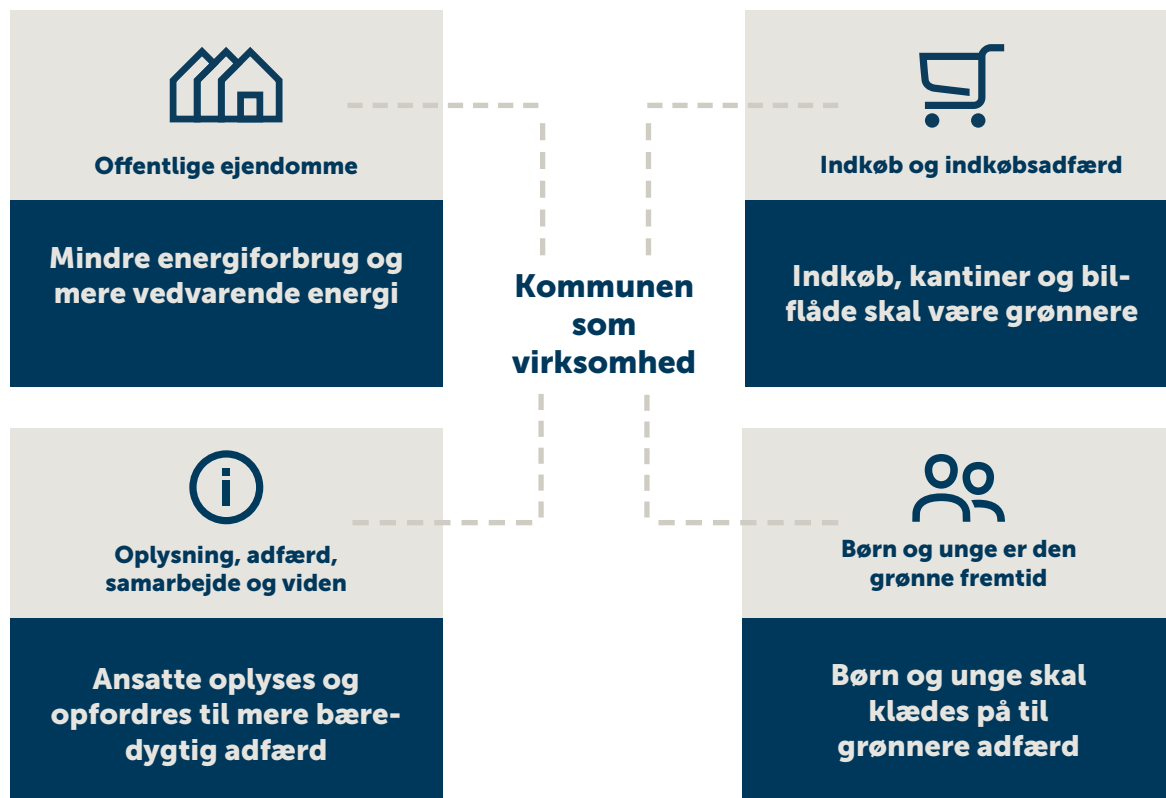 Offentlige ejendomme
Mindre energiforbrug og
mere vedvarende energi
Indkøb og indkøbsadfærd
Indkøb, kantiner og bil-
flåde skal være grønnere
Kommunen
som
virksomhed
Oplysning, adfærd,
samarbejde og viden
Ansatte oplyses og
opfordres til mere bære-
dygtig adfærd
Børn og unge er den
grønne fremtid
Børn og unge skal
klædes på til
grønnere adfærd